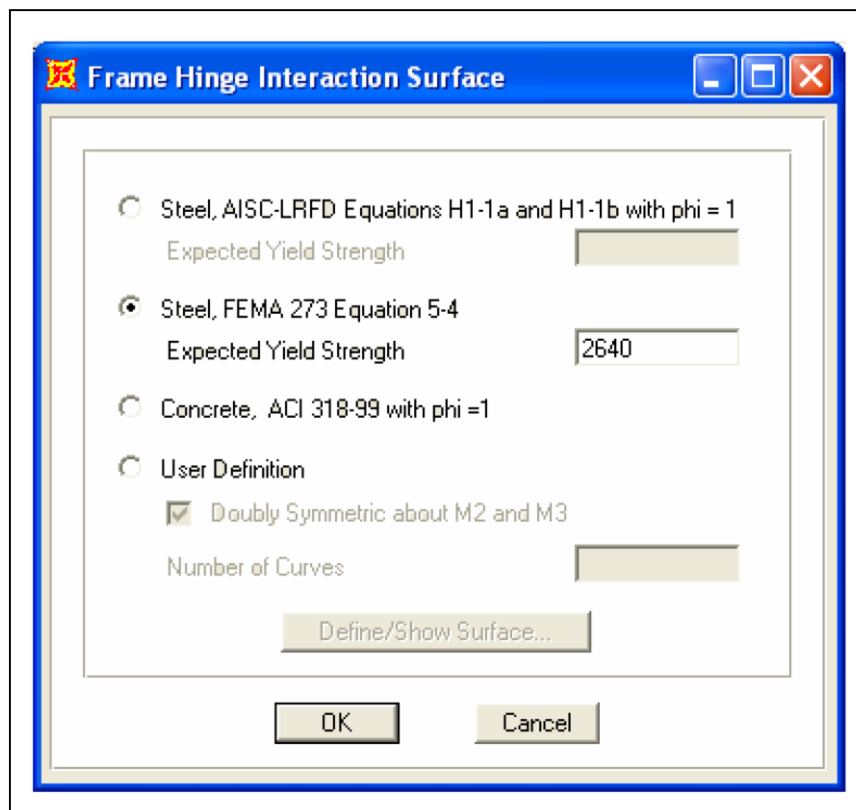 Frame Hinge Interaction Surface
Steel, AISC-LRFD Equations H1-1a and H1-1b with phi = 1
Expected Yield Strength
Steel, FEMA 273 Equation 5-4
Expected Yield Strength 2640
Concrete, ACI 318-99 with phi =1
User Definition
Doubly Symmetric about M2 and M3
Number of Curves
Define/Show Surface...
OK Cancel